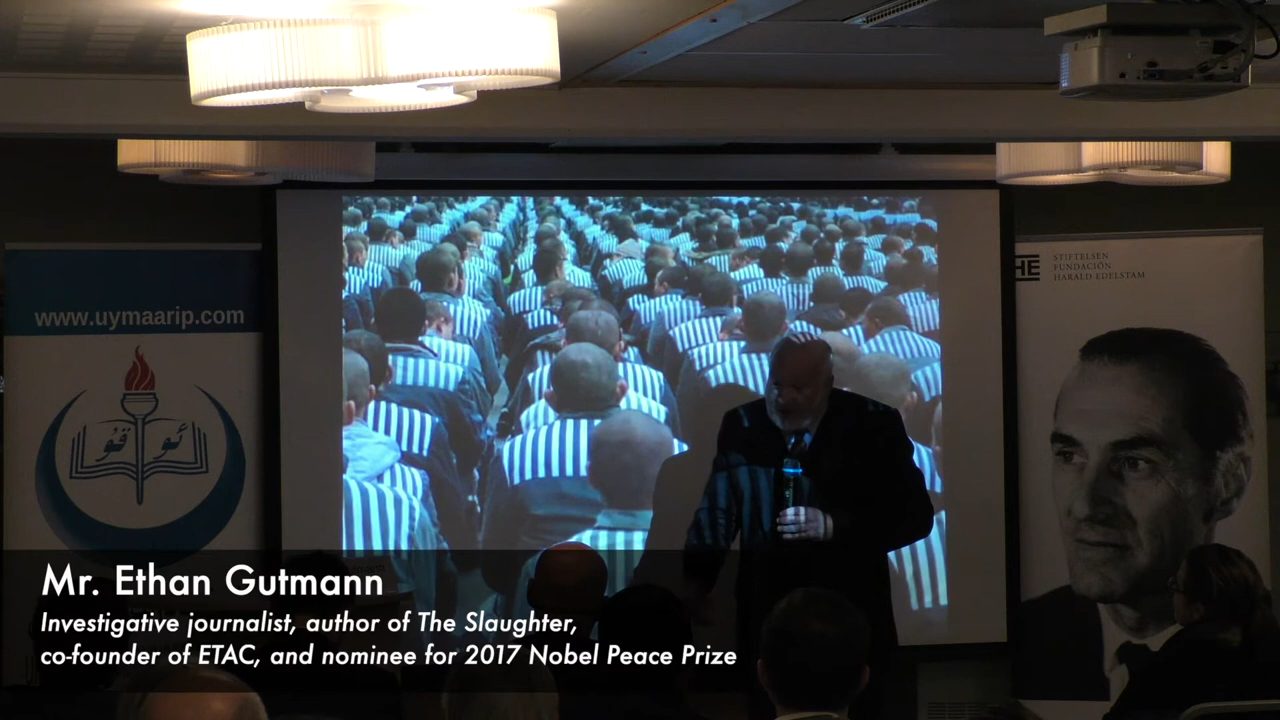 www.uymaarip.com
ئو قۇ
HE
STIFTELSEN
FUNDACIÓN
HARALD EDELSTAM
Mr. Ethan Gutmann
Investigative journalist, author of The Slaughter,
co-founder of ETAC, and nominee for 2017 Nobel Peace Prize